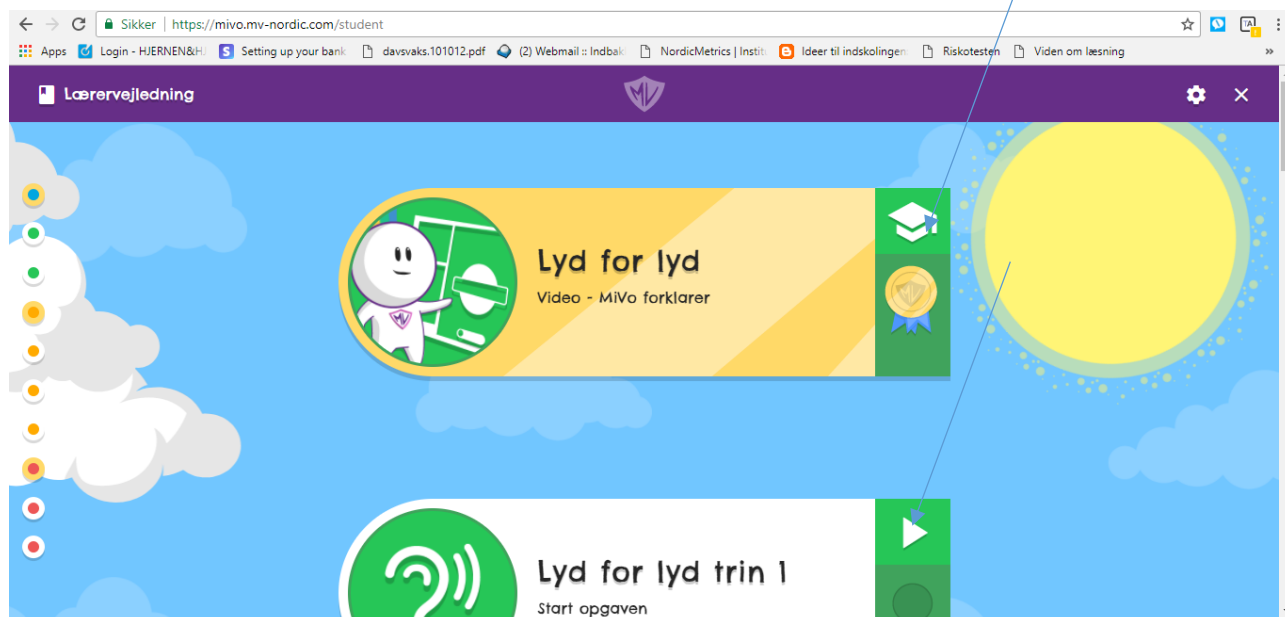 Sikker | https://mivo.mv-nordic.com/student
Apps Login - HJERNEN&HJ Setting up your bank davsvaks.101012.pdf (2) Webmail :: Indbak NordicMetrics | Institu Ideer til indskolingen Riskotesten Viden om læsning »
Lærervejledning MV
Lyd for lyd
Video - MiVo forklarer
Lyd for lyd trin 1
Start opgaven